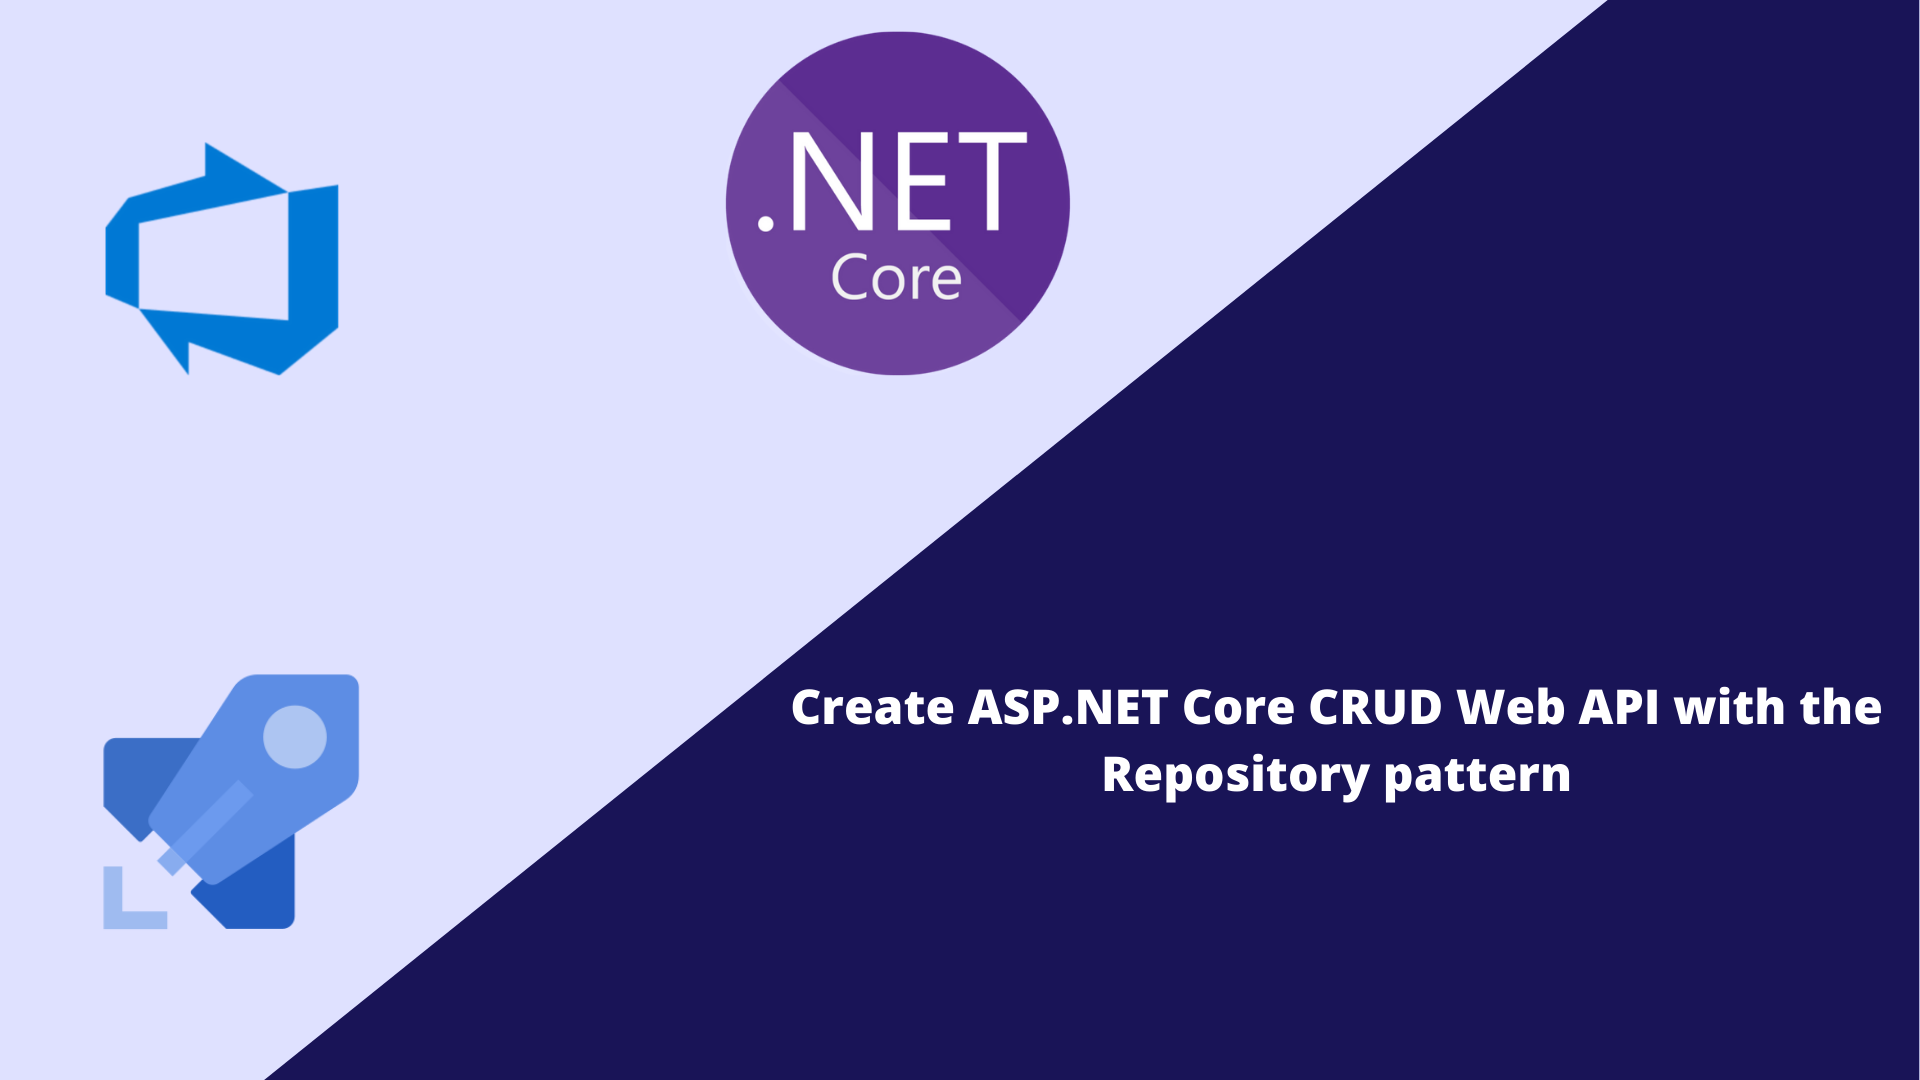 .NET
Core
Create ASP.NET Core CRUD Web API with the
Repository pattern